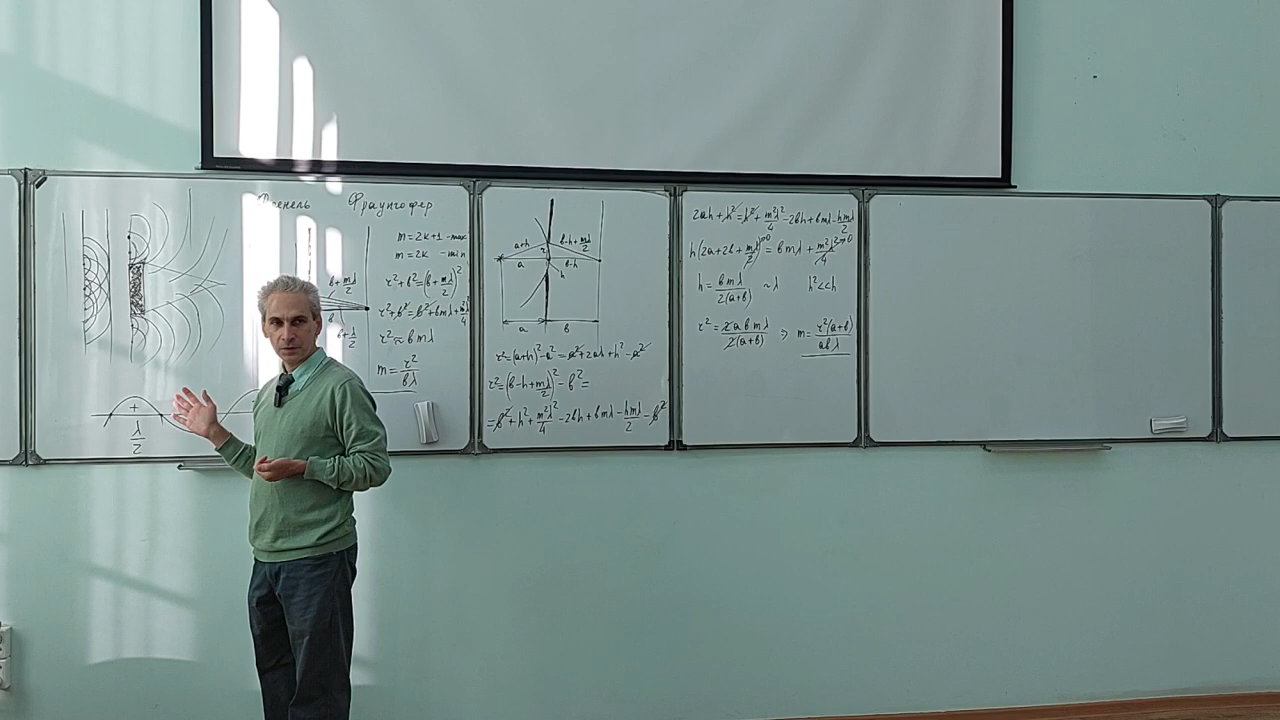 Френель Фраунгофер
m=2k+1 -max
m=2k -min
b+mλ/2
r²+b²=(b+mλ/2)²
r²+b²=b²+bmλ+m²λ²/4
b
b+λ/2
r²≈bmλ
m=r²/bλ
+
λ/2
a+h
b-h+mλ/2
r
a
b-h
h
a
b
r²=(a+h)²-a²=a²+2ah+h²-a²
r²=(b-h+mλ/2)²-b²=
=b²+h²+m²λ²/4-2bh+bmλ-hmλ/2-b²
2ah+h²=h²+m²λ²/4-2bh+bmλ-hmλ/2
h(2a+2b+mλ/2)→0=bmλ+m²λ²/4→0
h=bmλ/2(a+b) ~λ h²<<h
r²=2abmλ/2(a+b) ⇒ m=r²(a+b)/abλ